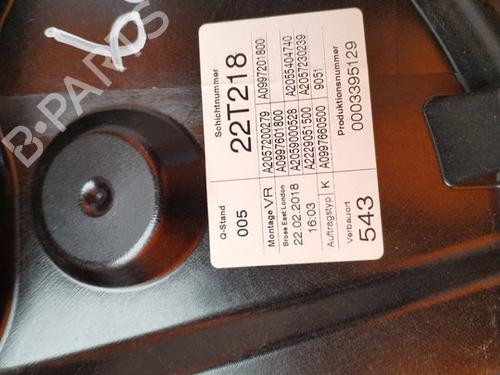 Q-Stand
005
Schichtnummer
22T218
Montage VR A2057200279 A0997201800
Brose East London A0997601800
22.02.2018 A2059000528 A2055404740
16:03 A2229051500 A2057230239
Auftragstyp K A0997660500 9051
Verbauort
543
Produktionsnummer
0003395129
B-PARTS